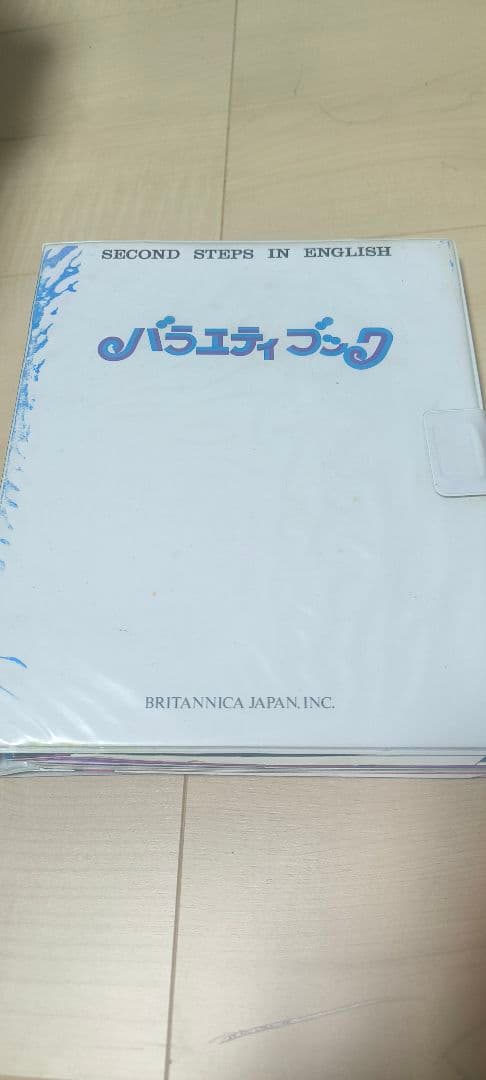 SECOND STEPS IN ENGLISH
バラエティブック
BRITANNICA JAPAN, INC.